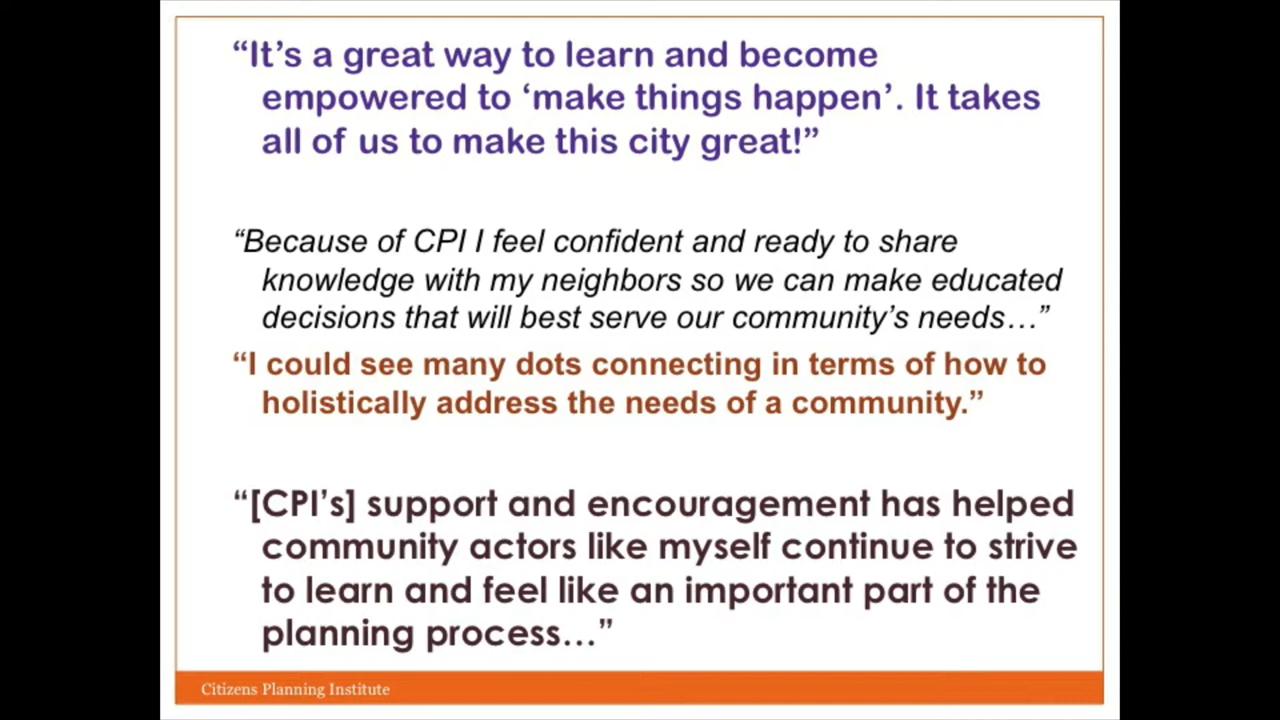 “It’s a great way to learn and become
empowered to ‘make things happen’. It takes
all of us to make this city great!”
“Because of CPI I feel confident and ready to share
knowledge with my neighbors so we can make educated
decisions that will best serve our community’s needs…”
“I could see many dots connecting in terms of how to
holistically address the needs of a community.”
“[CPI’s] support and encouragement has helped
community actors like myself continue to strive
to learn and feel like an important part of the
planning process…”
Citizens Planning Institute